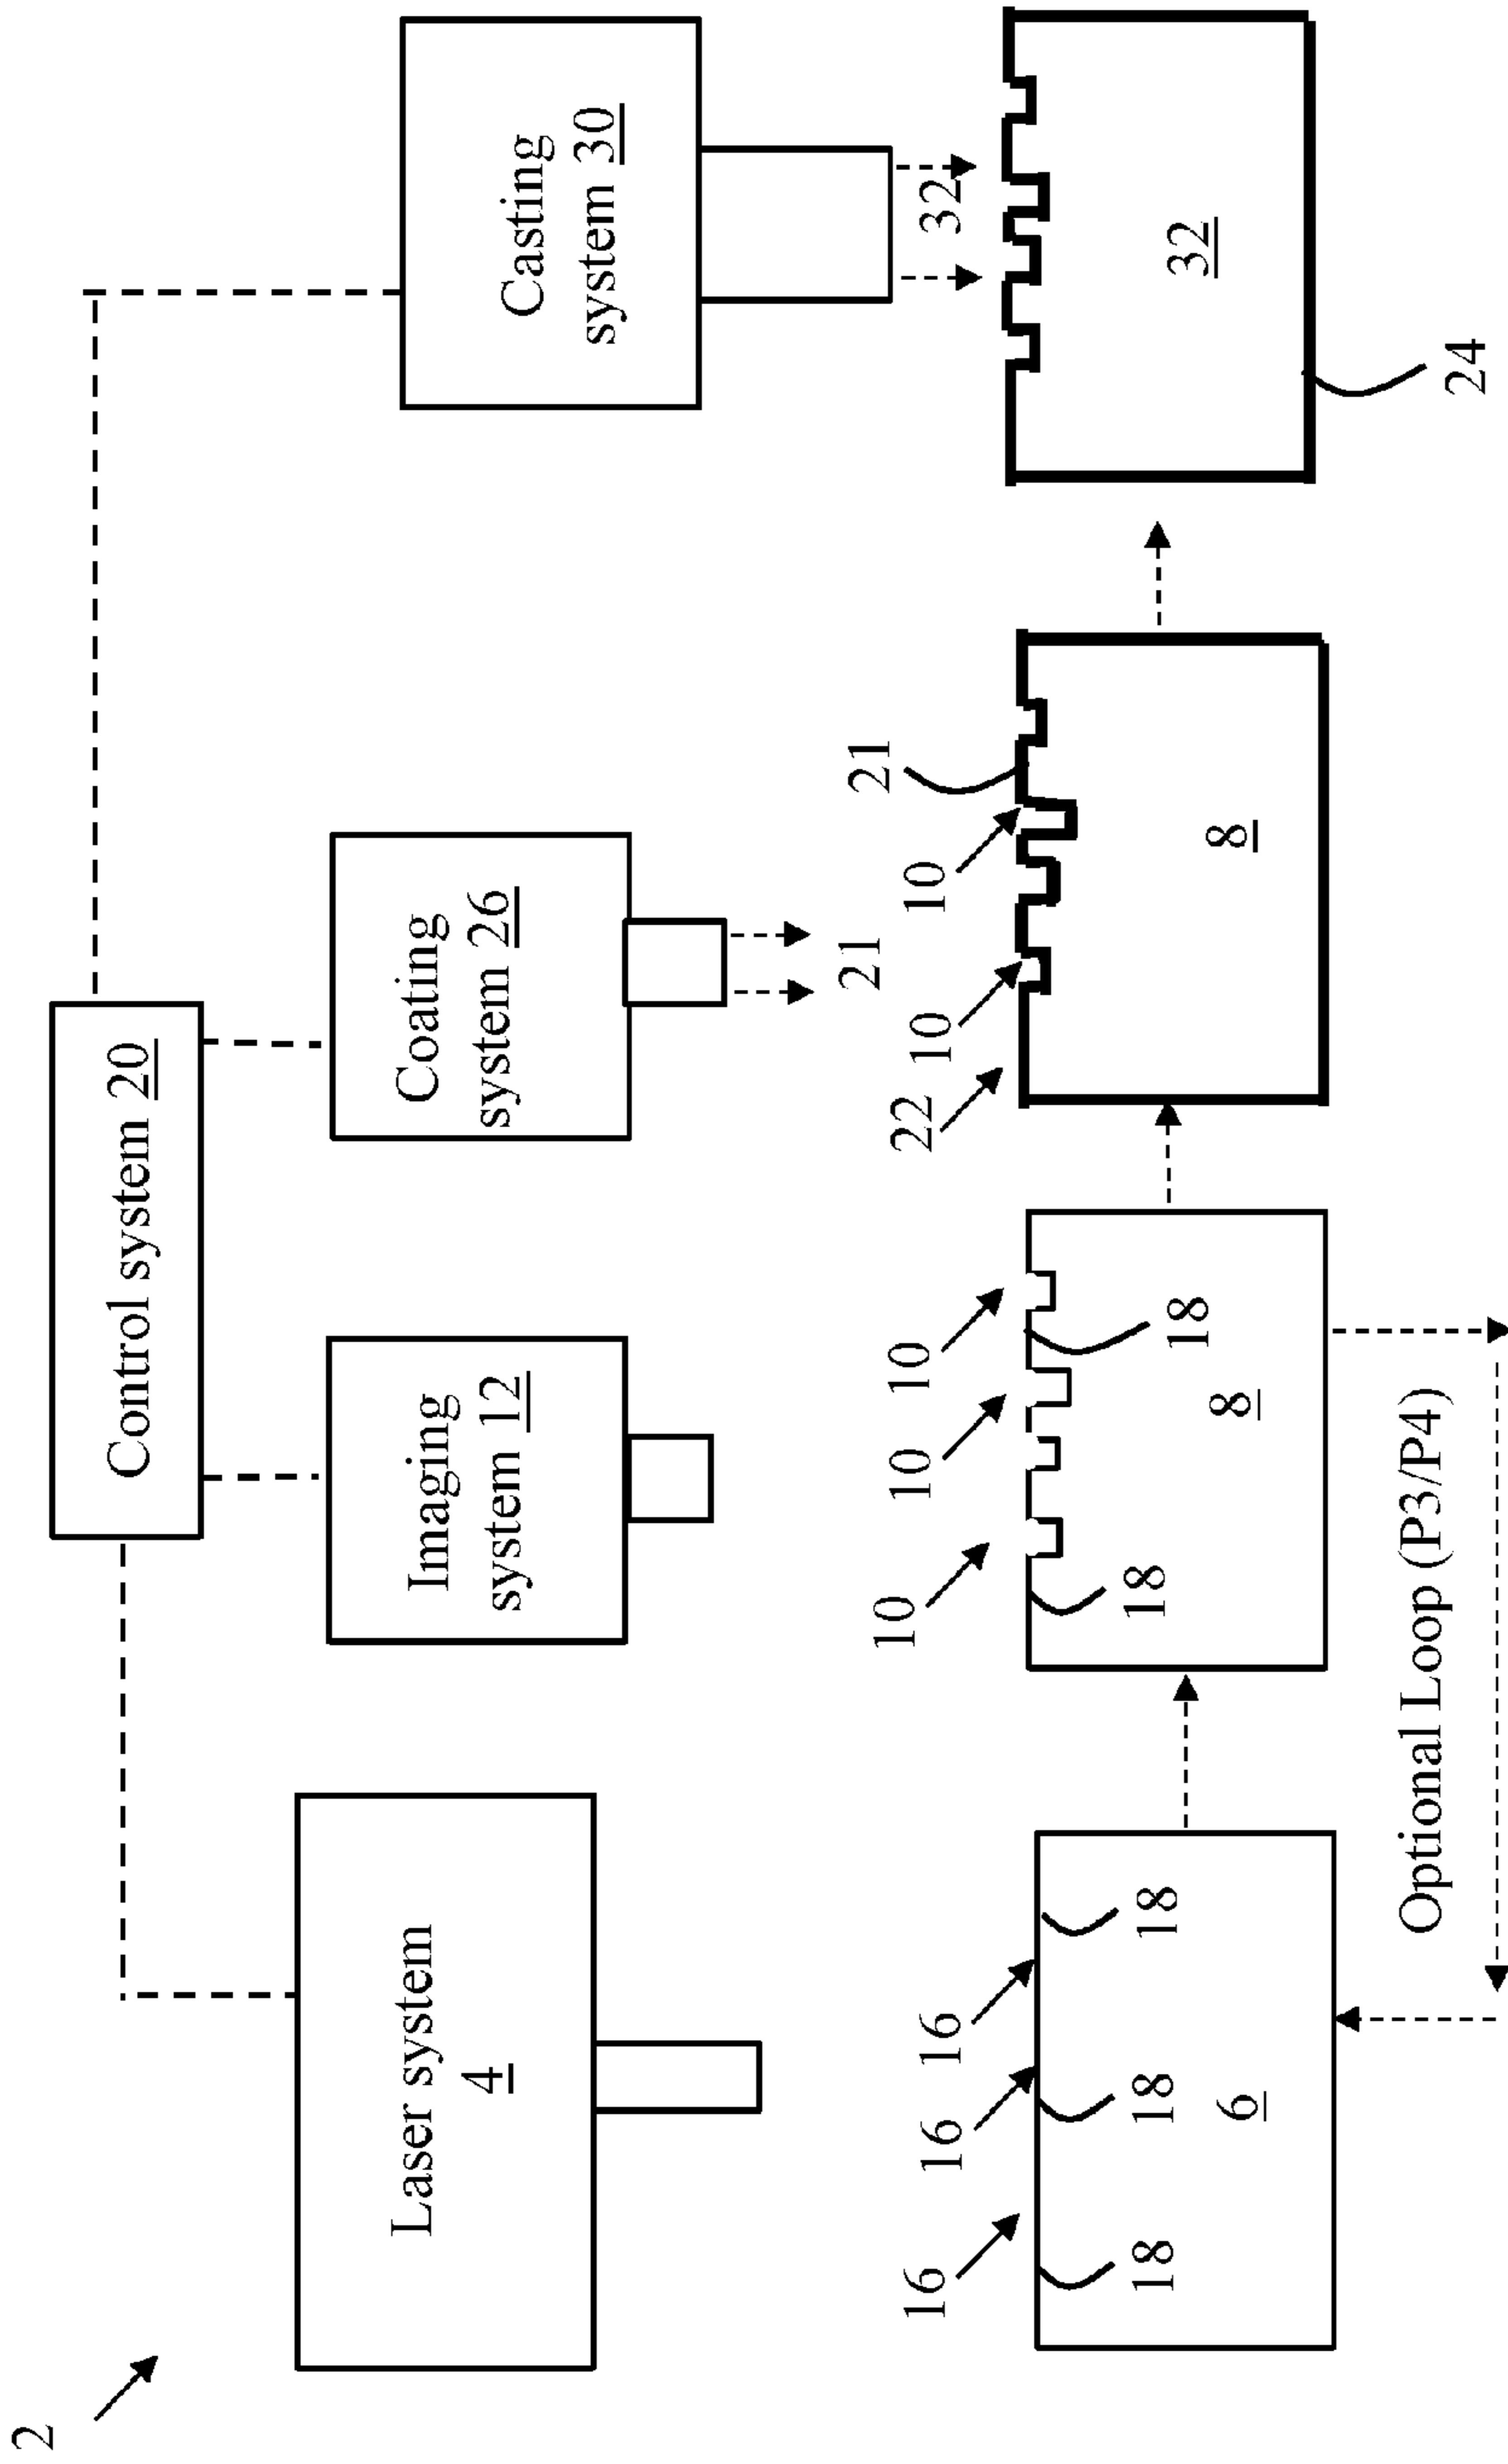 2
Control system 20
Laser system
4
Imaging
system 12
Coating
system 26
Casting
system 30
21
32
16
16
16
18
18
18
6
10
10
10
18
18
8
22
10
10
21
8
32
24
Optional Loop (P3/P4)